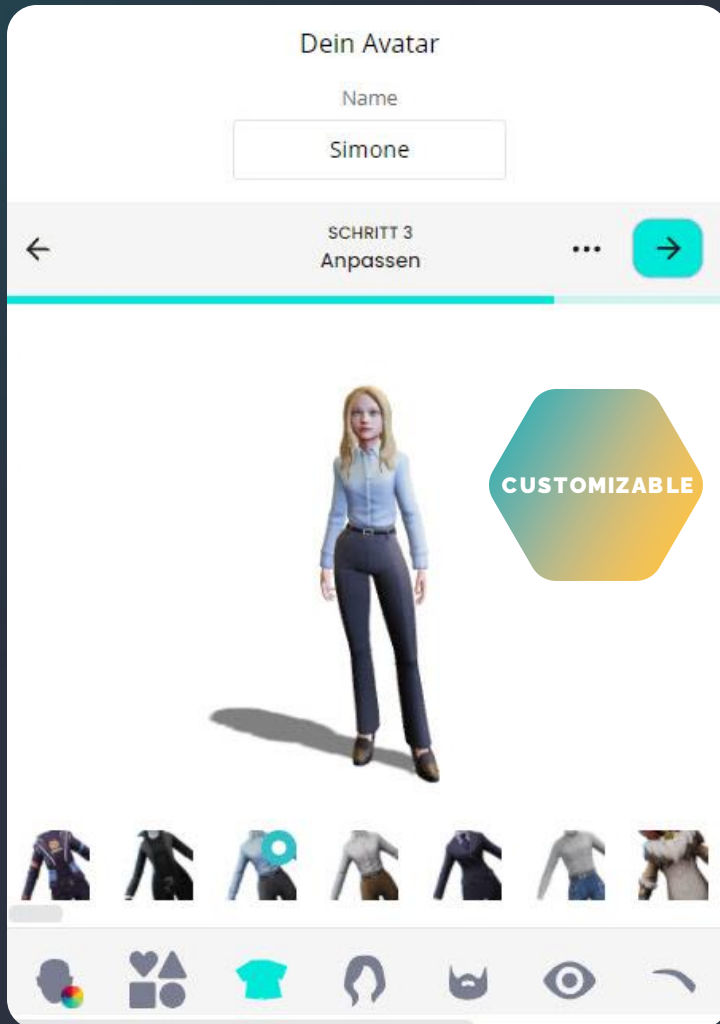 Dein Avatar
Name
Simone
SCHRITT 3
Anpassen
CUSTOMIZABLE